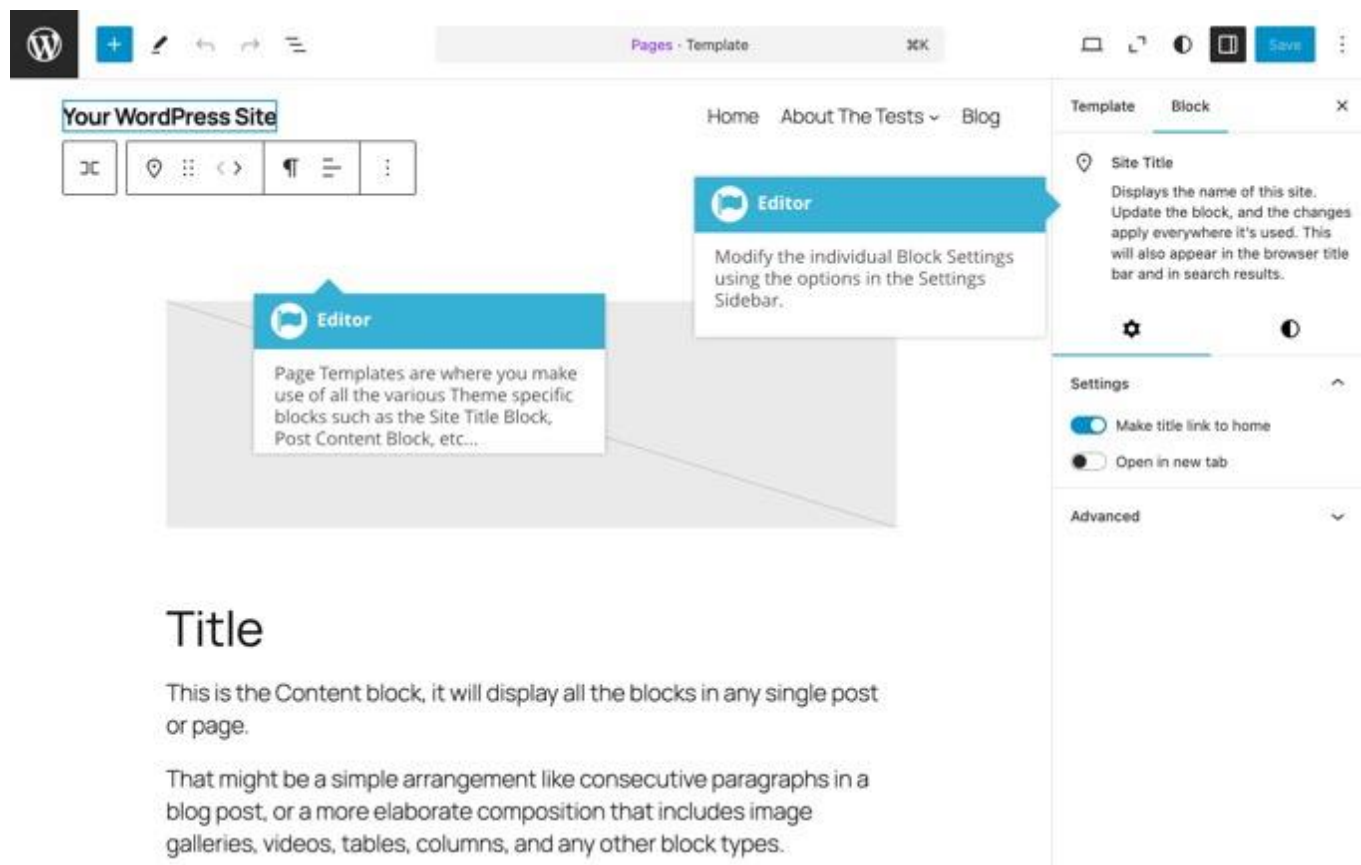 Pages · Template ⌘K
Save
Your WordPress Site
Home About The Tests Blog
Template Block
Site Title
Displays the name of this site.
Update the block, and the changes
apply everywhere it's used. This
will also appear in the browser title
bar and in search results.
Editor
Modify the individual Block Settings
using the options in the Settings
Sidebar.
Editor
Page Templates are where you make
use of all the various Theme specific
blocks such as the Site Title Block,
Post Content Block, etc...
Settings
Make title link to home
Open in new tab
Advanced
Title
This is the Content block, it will display all the blocks in any single post
or page.
That might be a simple arrangement like consecutive paragraphs in a
blog post, or a more elaborate composition that includes image
galleries, videos, tables, columns, and any other block types.